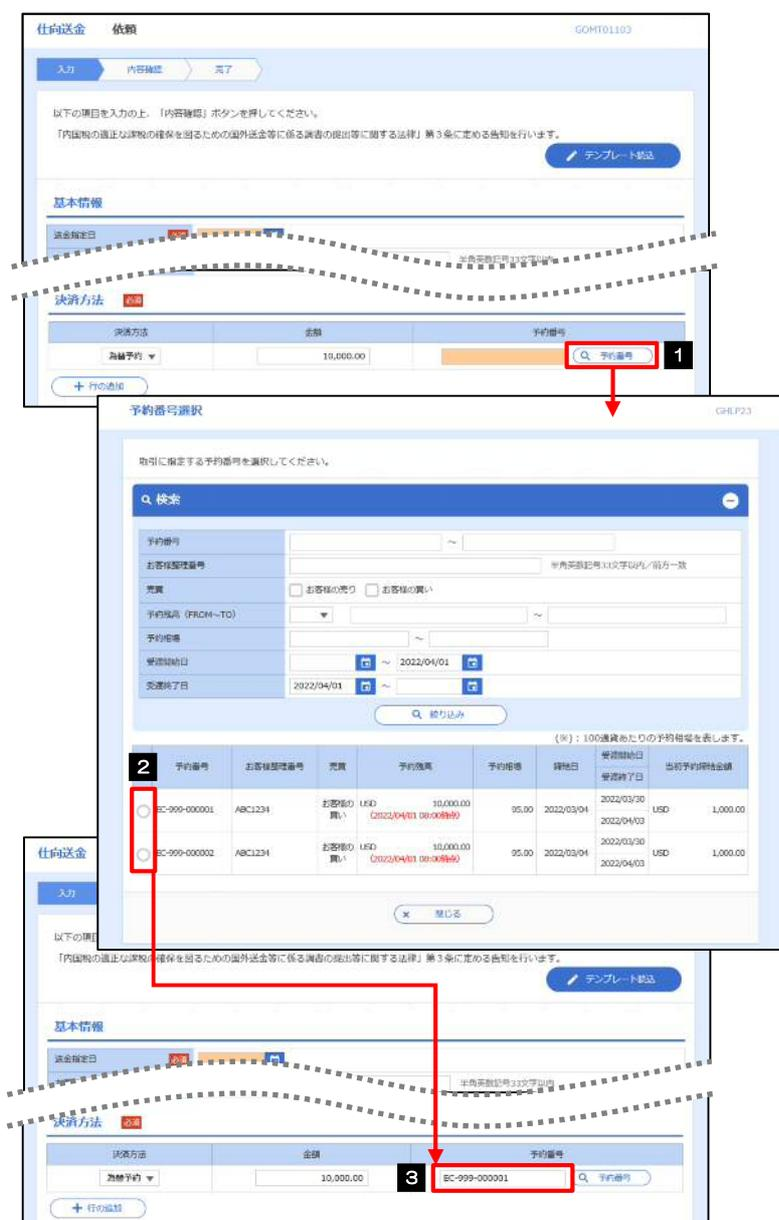 仕向送金 依頼 GOMT01103
入力 内容確認 完了
以下の項目を入力の上、「内容確認」ボタンを押してください。
「内国税の適正な課税の確保を図るための国外送金等に係る調書の提出等に関する法律」第3条に定める告知を行います。
テンプレート読込
基本情報
送金指定日 必須
半角英数記号33文字以内
決済方法 必須
決済方法 金額 予約番号
為替予約 ▼ 10,000.00 予約番号 1
+ 行の追加
予約番号選択 GHLP23
取引に指定する予約番号を選択してください。
検索
予約番号 ～
お客様整理番号 半角英数記号33文字以内／前方一致
売買 お客様の売り お客様の買い
予約残高（FROM～TO） ▼ ～
予約相場 ～
受渡開始日 ～ 2022/04/01
受渡終了日 2022/04/01 ～
絞り込み
(※)：100通貨あたりの予約相場を表します。
2 予約番号 お客様整理番号 売買 予約残高 予約相場 締結日 受渡開始日 当初予約締結金額
受渡終了日
EC-999-000001 ABC1234 お客様の USD 10,000.00 95.00 2022/03/04 2022/03/30 USD 1,000.00
買い (2022/04/01 08:00時点) 2022/04/03
EC-999-000002 ABC1234 お客様の USD 10,000.00 95.00 2022/03/04 2022/03/30 USD 1,000.00
買い (2022/04/01 08:00時点) 2022/04/03
× 閉じる
仕向送金
入力
以下の項目
「内国税の適正な課税の確保を図るための国外送金等に係る調書の提出等に関する法律」第3条に定める告知を行います。
テンプレート読込
基本情報
送金指定日 必須
半角英数記号33文字以内
決済方法 必須
決済方法 金額 予約番号
為替予約 ▼ 10,000.00 3 EC-999-000001 予約番号
+ 行の追加